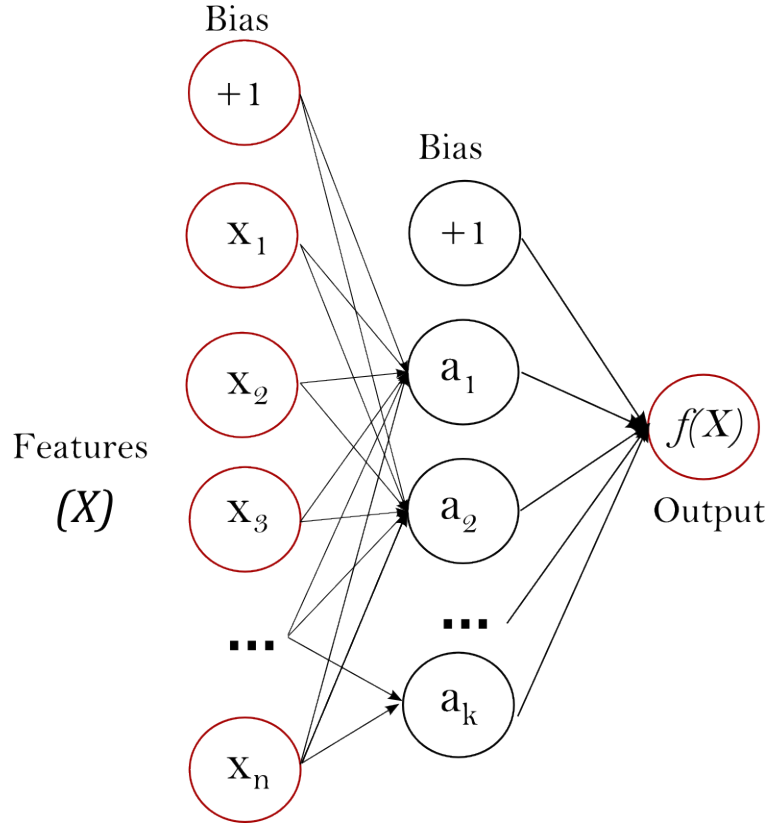 Bias
+1
x₁
x₂
x₃
...
xₙ
Features
(X)
Bias
+1
a₁
a₂
...
aₖ
f(X)
Output